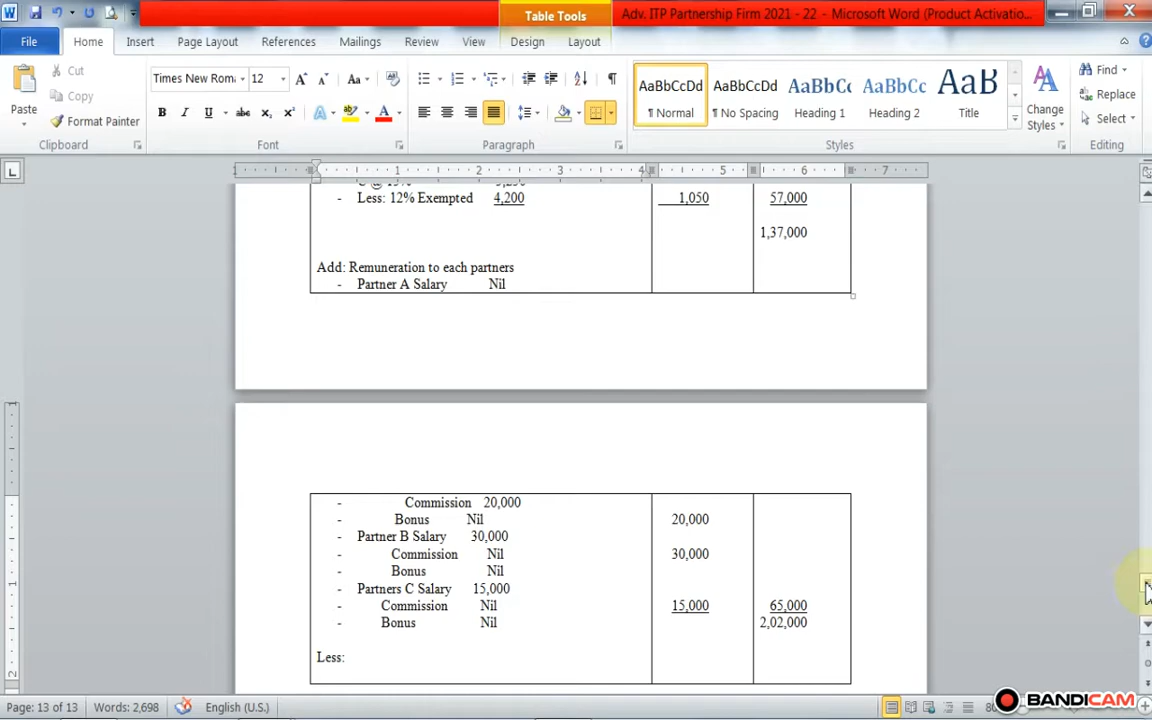 Table Tools
Adv. ITP Partnership Firm 2021 - 22 - Microsoft Word (Product Activatio...
File Home Insert Page Layout References Mailings Review View Design Layout
Cut
Copy
Format Painter
Paste
Times New Rom 12
AaBbCcDd AaBbCcDd AaBbCc AaBbCc AaB
¶ Normal ¶ No Spacing Heading 1 Heading 2 Title
Change Styles
Find
Replace
Select
Clipboard Font Paragraph Styles Editing
- Less: 12% Exempted 4,200 1,050 57,000
1,37,000
Add: Remuneration to each partners
- Partner A Salary Nil
- Commission 20,000
- Bonus Nil 20,000
- Partner B Salary 30,000
- Commission Nil 30,000
- Bonus Nil
- Partners C Salary 15,000
- Commission Nil 15,000 65,000
- Bonus Nil 2,02,000
Less:
Page: 13 of 13 Words: 2,698 English (U.S.)
BANDICAM